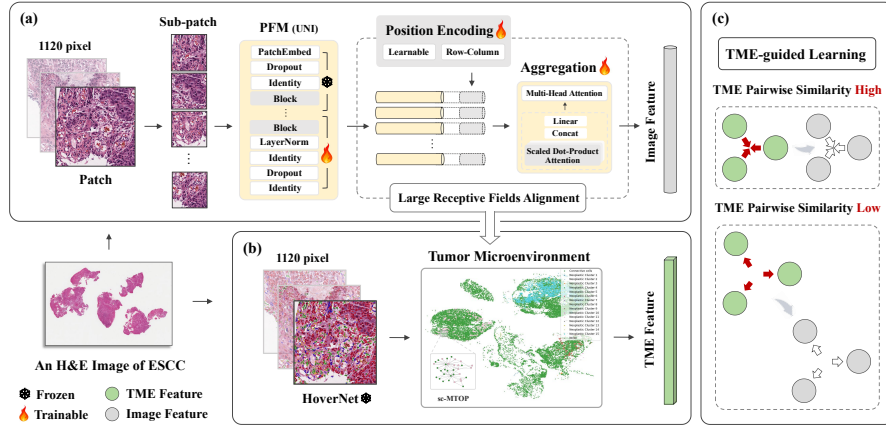 (a)
1120 pixel
Patch
Sub-patch
...
PFM (UNI)
PatchEmbed
Dropout
Identity
Block
...
Block
LayerNorm
Identity
Dropout
Identity
Position Encoding
Learnable
Row-Column
...
Aggregation
Multi-Head Attention
Linear
Concat
Scaled Dot-Product
Attention
Image Feature
Large Receptive Fields Alignment
An H&E Image of ESCC
Frozen
TME Feature
Trainable
Image Feature
(b)
1120 pixel
HoverNet
Tumor Microenvironment
sc-MTOP
TME Feature
(c)
TME-guided Learning
TME Pairwise Similarity High
TME Pairwise Similarity Low